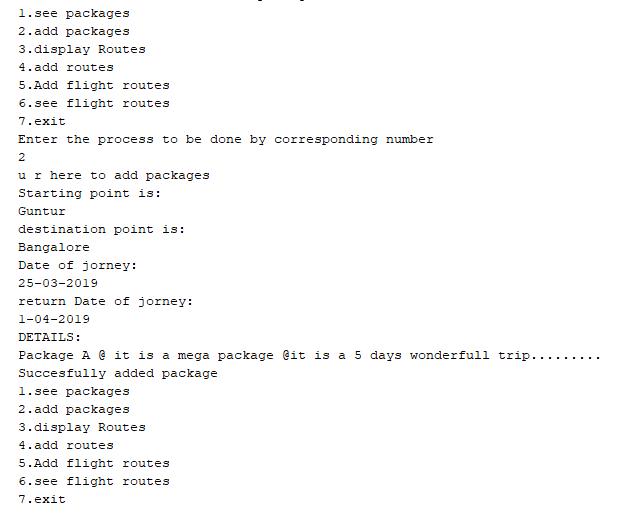 1.see packages
2.add packages
3.display Routes
4.add routes
5.Add flight routes
6.see flight routes
7.exit
Enter the process to be done by corresponding number
2
u r here to add packages
Starting point is:
Guntur
destination point is:
Bangalore
Date of jorney:
25-03-2019
return Date of jorney:
1-04-2019
DETAILS:
Package A @ it is a mega package @it is a 5 days wonderfull trip.........
Succesfully added package
1.see packages
2.add packages
3.display Routes
4.add routes
5.Add flight routes
6.see flight routes
7.exit